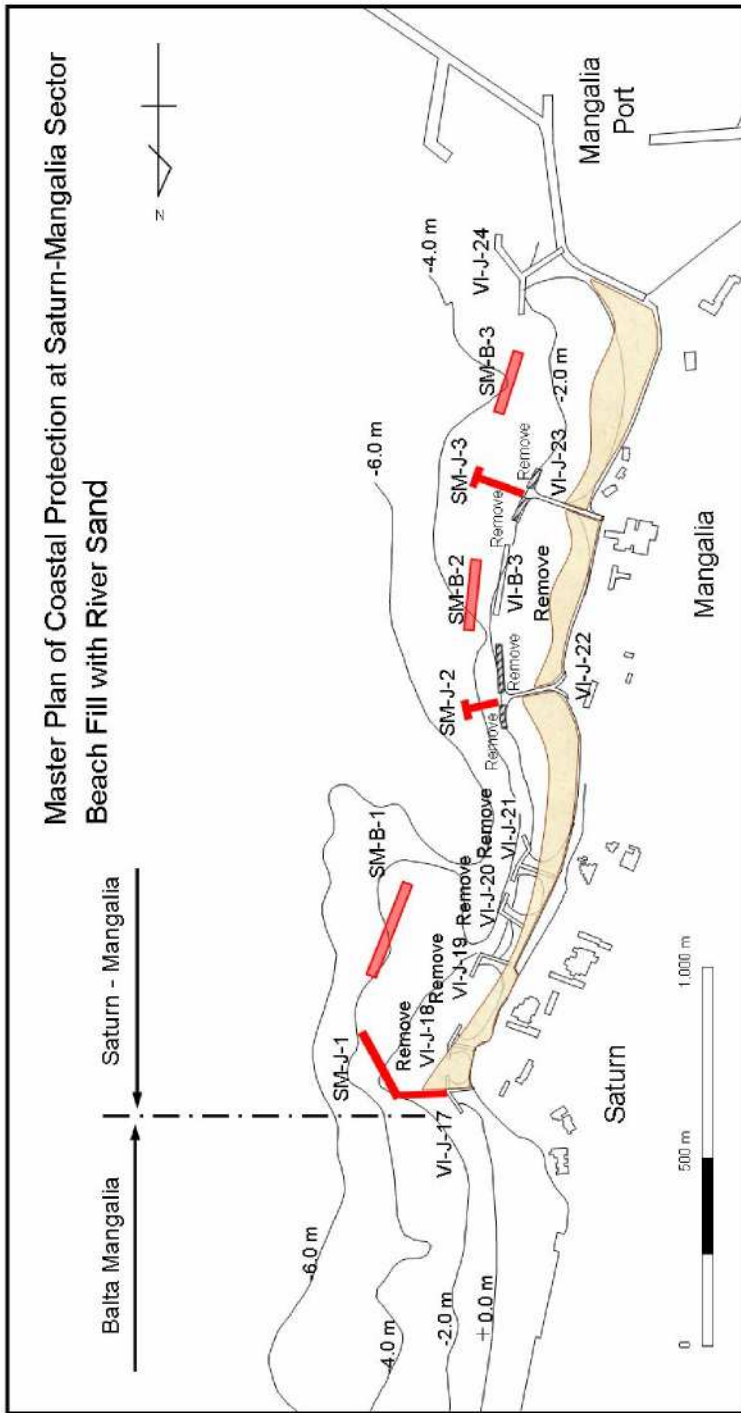 Master Plan of Coastal Protection at Saturn-Mangalia Sector
Beach Fill with River Sand
Balta Mangalia
Saturn - Mangalia
N
-6.0 m
-4.0 m
-2.0 m
+0.0 m
SM-J-1
SM-B-1
-6.0 m
-4.0 m
SM-J-2
SM-B-2
SM-J-3
SM-B-3
VI-J-24
VI-J-17
Remove
VI-J-18
Remove
VI-J-19
Remove
VI-J-20
Remove
VI-J-21
Remove
Remove
VI-B-3
Remove
Remove
Remove
VI-J-23
-2.0 m
VI-J-22
Mangalia
Port
Saturn
Mangalia
0
500 m
1.000 m